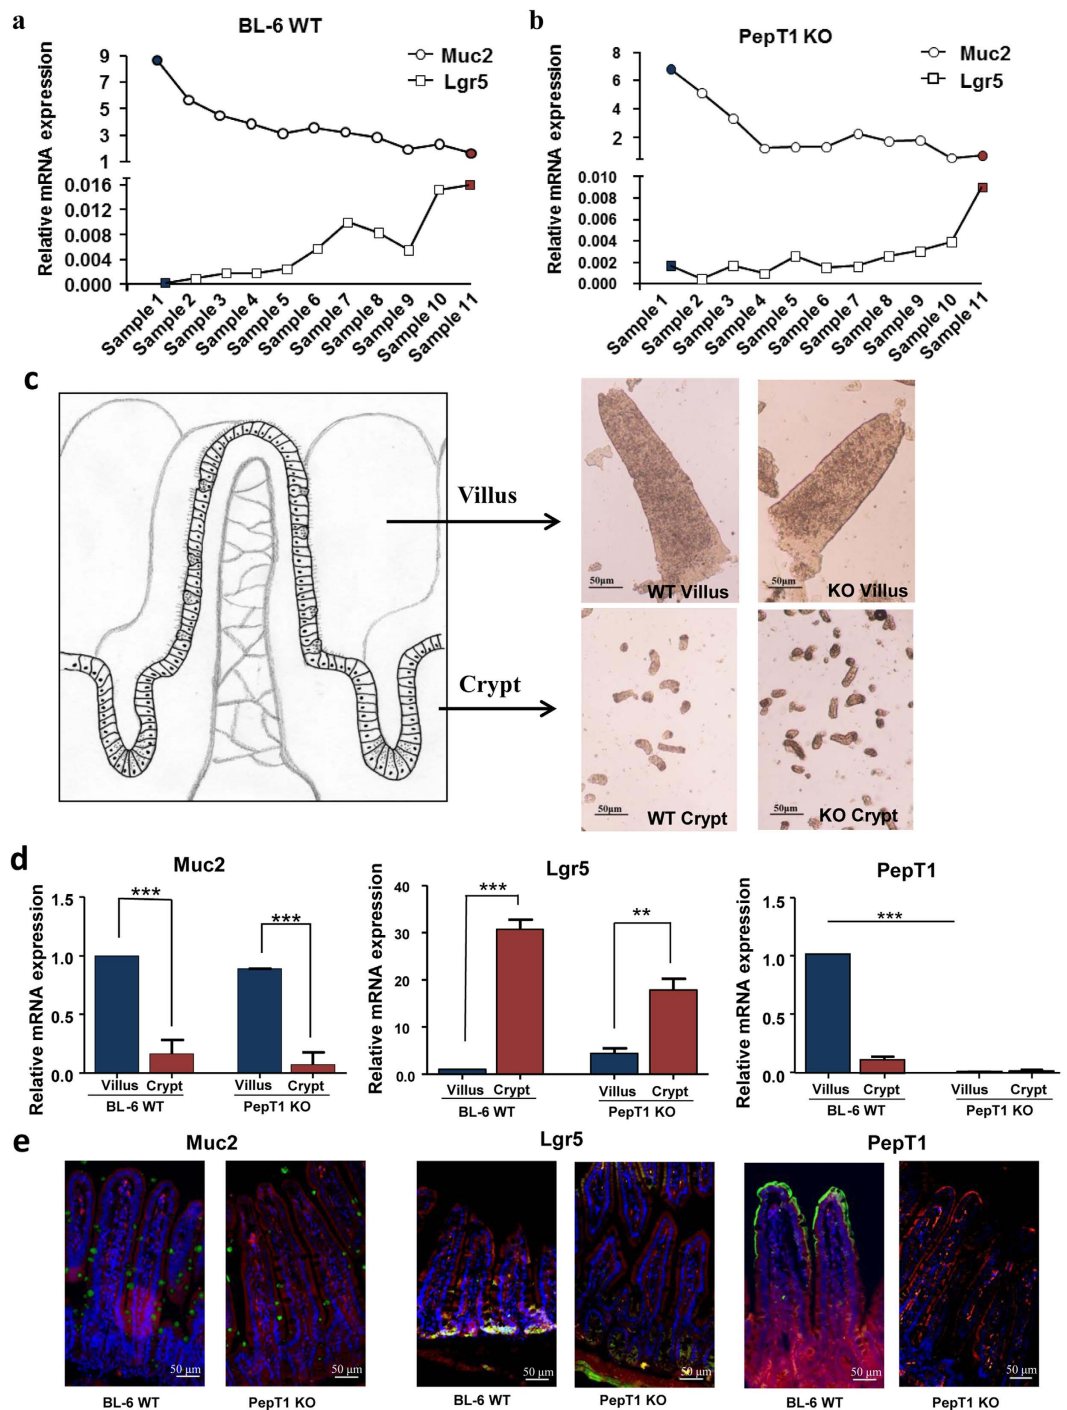 a
BL-6 WT
Muc2
Lgr5
Relative mRNA expression
9
7
5
3
1
0.016
0.012
0.008
0.004
0.000
Sample 1
Sample 2
Sample 3
Sample 4
Sample 5
Sample 6
Sample 7
Sample 8
Sample 9
Sample 10
Sample 11
b
PepT1 KO
Muc2
Lgr5
Relative mRNA expression
8
6
4
2
0.010
0.008
0.006
0.004
0.002
0.000
Sample 1
Sample 2
Sample 3
Sample 4
Sample 5
Sample 6
Sample 7
Sample 8
Sample 9
Sample 10
Sample 11
c
Villus
Crypt
50μm
WT Villus
50μm
KO Villus
50μm
WT Crypt
50μm
KO Crypt
d
Muc2
Relative mRNA expression
1.5
1.0
0.5
0.0
***
***
Villus Crypt Villus Crypt
BL-6 WT PepT1 KO
Lgr5
Relative mRNA expression
40
30
20
10
0.0
***
**
Villus Crypt Villus Crypt
BL-6 WT PepT1 KO
PepT1
Relative mRNA expression
1.5
1.0
0.5
0.0
***
Villus Crypt Villus Crypt
BL-6 WT PepT1 KO
e
Muc2
50 μm
50 μm
BL-6 WT PepT1 KO
Lgr5
50 μm
50 μm
BL-6 WT PepT1 KO
PepT1
50 μm
50 μm
BL-6 WT PepT1 KO